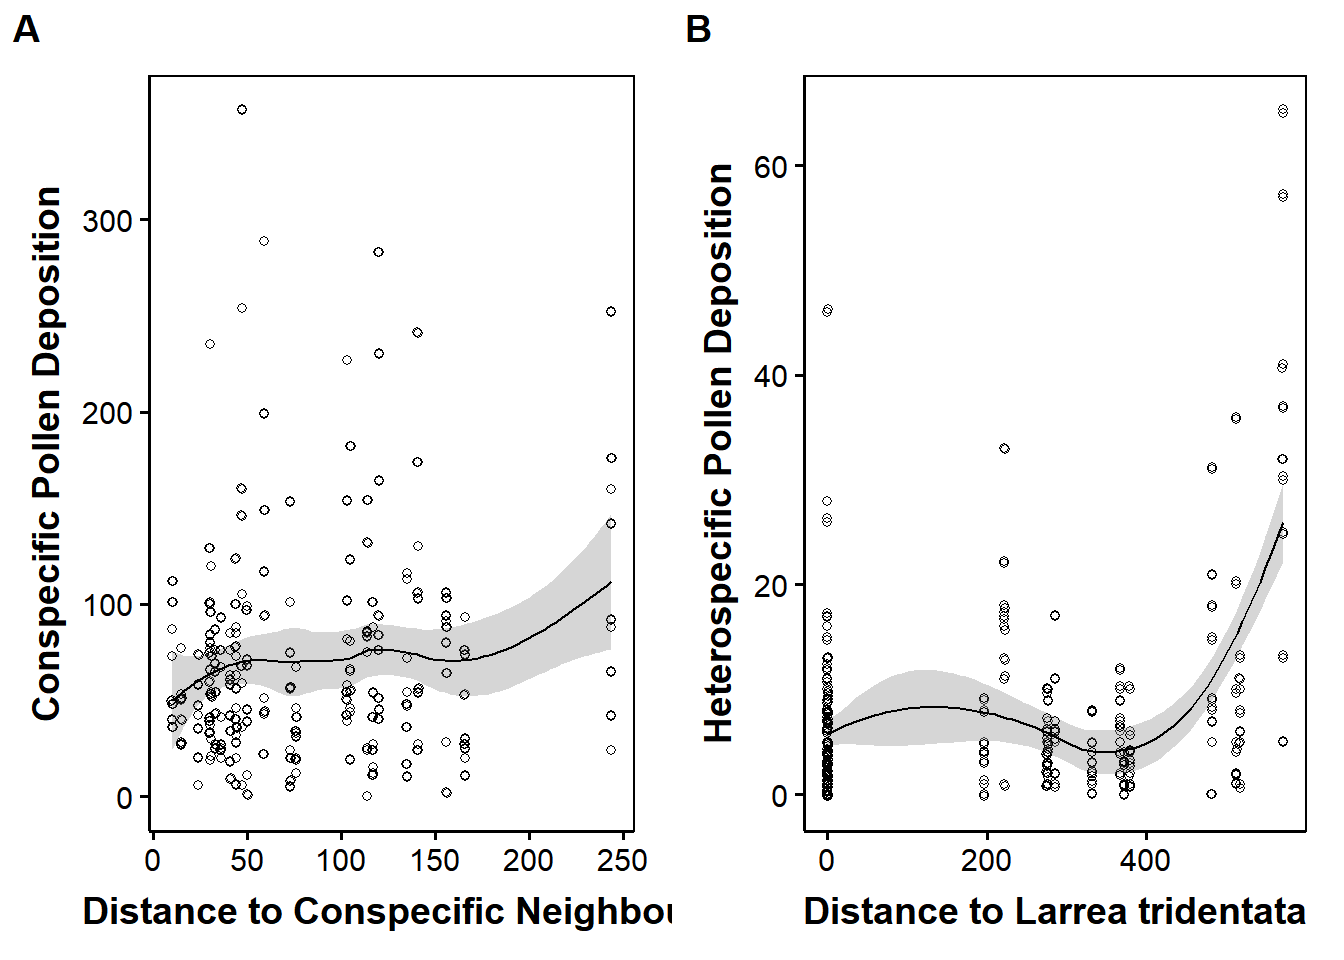 A
B
Conspecific Pollen Deposition
300
200
100
0
0 50 100 150 200 250
Distance to Conspecific Neighbou
Heterospecific Pollen Deposition
60
40
20
0
0 200 400
Distance to Larrea tridentata